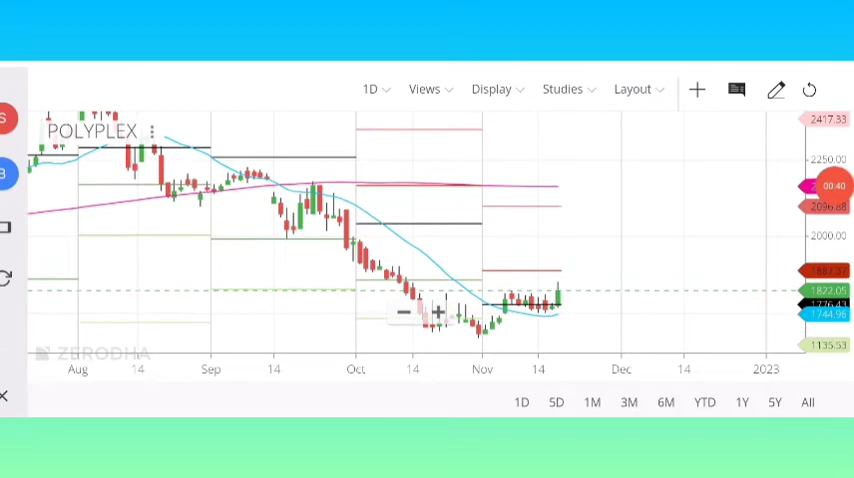 1D Views Display Studies Layout
S
POLYPLEX
B
2417.33
2250.00
00:40
2096.88
2000.00
1887.37
1822.05
1776.43
1744.96
1135.53
ZERODHA
Aug 14 Sep 14 Oct 14 Nov 14 Dec 14 2023
1D 5D 1M 3M 6M YTD 1Y 5Y All